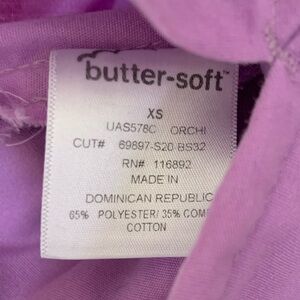 butter-soft™
XS
UAS578C ORCHI
CUT# 69897-S20-BS32
RN# 116892
MADE IN
DOMINICAN REPUBLIC
65% POLYESTER/ 35% COM
COTTON